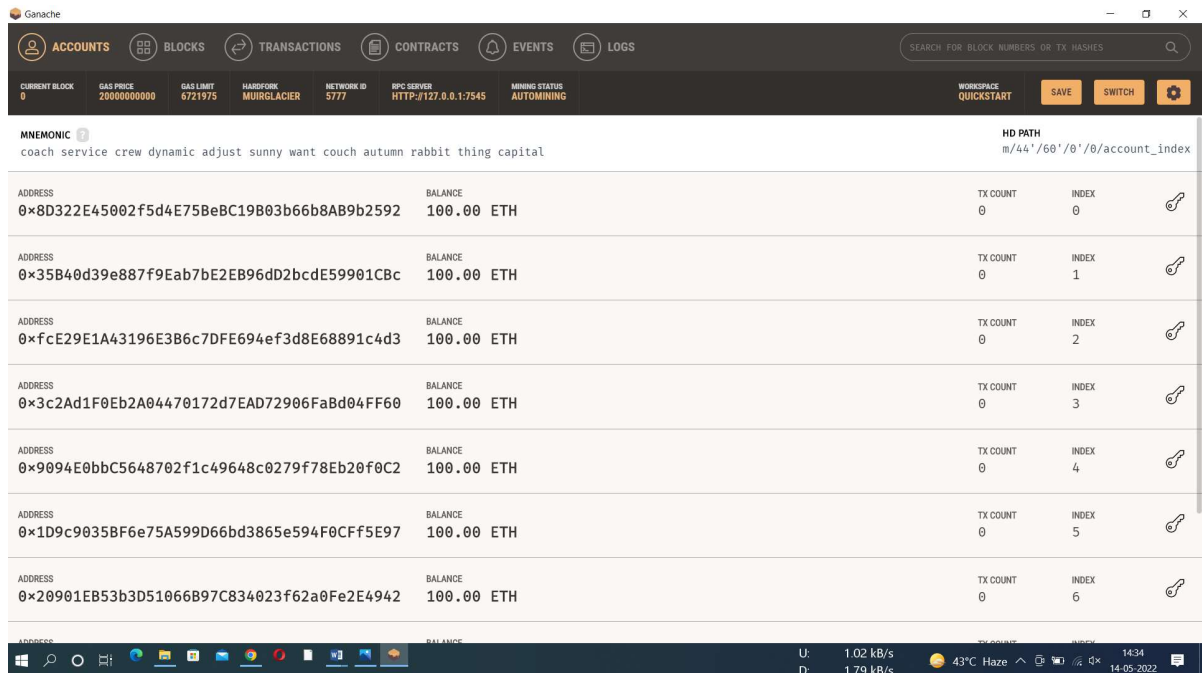 Ganache
ACCOUNTS BLOCKS TRANSACTIONS CONTRACTS EVENTS LOGS SEARCH FOR BLOCK NUMBERS OR TX HASHES
CURRENT BLOCK GAS PRICE GAS LIMIT HARDFORK NETWORK ID RPC SERVER MINING STATUS WORKSPACE
0 20000000000 6721975 MUIRGLACIER 5777 HTTP://127.0.0.1:7545 AUTOMINING QUICKSTART SAVE SWITCH
MNEMONIC ? HD PATH
coach service crew dynamic adjust sunny want couch autumn rabbit thing capital m/44'/60'/0'/0/account_index
ADDRESS BALANCE TX COUNT INDEX
0×8D322E45002f5d4E75BeBC19B03b66b8AB9b2592 100.00 ETH 0 0
ADDRESS BALANCE TX COUNT INDEX
0×35B40d39e887f9Eab7bE2EB96dD2bcdE59901CBc 100.00 ETH 0 1
ADDRESS BALANCE TX COUNT INDEX
0×fcE29E1A43196E3B6c7DFE694ef3d8E68891c4d3 100.00 ETH 0 2
ADDRESS BALANCE TX COUNT INDEX
0×3c2Ad1F0Eb2A04470172d7EAD72906FaBd04FF60 100.00 ETH 0 3
ADDRESS BALANCE TX COUNT INDEX
0×9094E0bbC5648702f1c49648c0279f78Eb20f0C2 100.00 ETH 0 4
ADDRESS BALANCE TX COUNT INDEX
0×1D9c9035BF6e75A599D66bd3865e594F0CFf5E97 100.00 ETH 0 5
ADDRESS BALANCE TX COUNT INDEX
0×20901EB53b3D51066B97C834023f62a0Fe2E4942 100.00 ETH 0 6
ADDRESS BALANCE TX COUNT INDEX
U: 1.02 kB/s 14:34
D: 1.79 kB/s 43°C Haze 14-05-2022